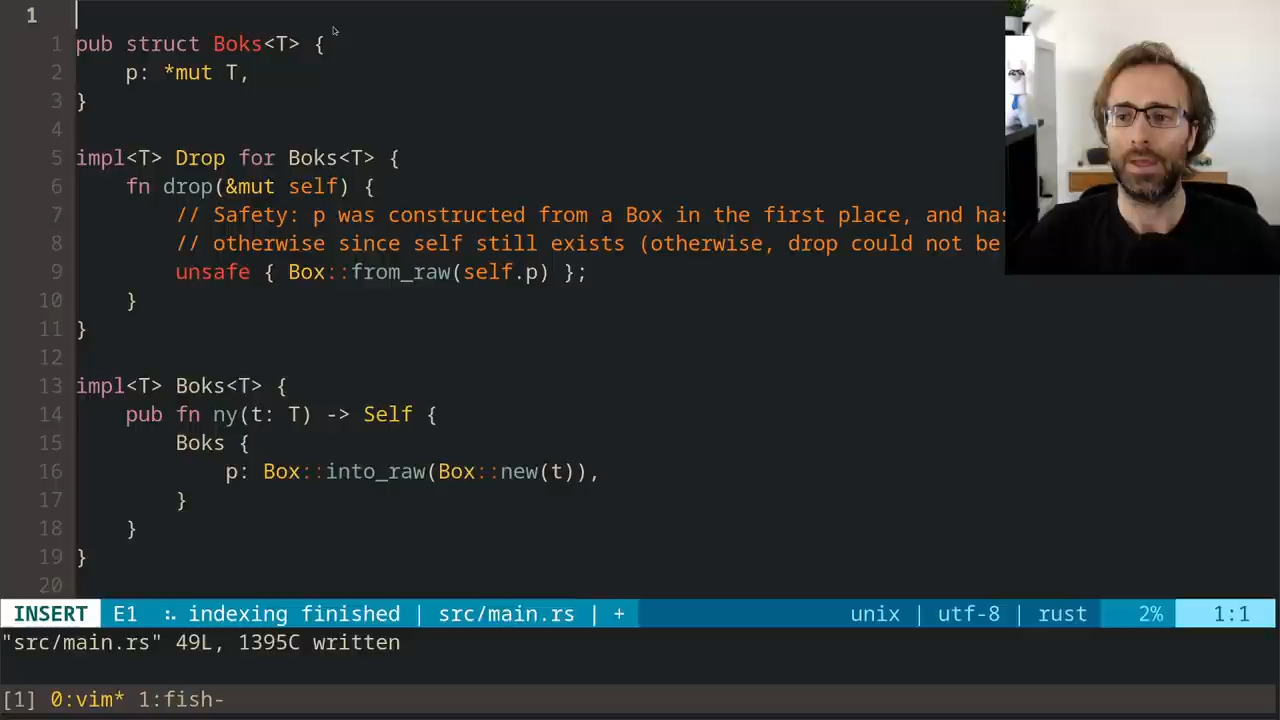 1
1 pub struct Boks<T> {
2     p: *mut T,
3 }
4
5 impl<T> Drop for Boks<T> {
6     fn drop(&mut self) {
7         // Safety: p was constructed from a Box in the first place, and has
8         // otherwise since self still exists (otherwise, drop could not be
9         unsafe { Box::from_raw(self.p) };
10     }
11 }
12
13 impl<T> Boks<T> {
14     pub fn ny(t: T) -> Self {
15         Boks {
16             p: Box::into_raw(Box::new(t)),
17         }
18     }
19 }
20
INSERT E1 :. indexing finished | src/main.rs | + unix | utf-8 | rust 2% 1:1
"src/main.rs" 49L, 1395C written
[1] 0:vim* 1:fish-